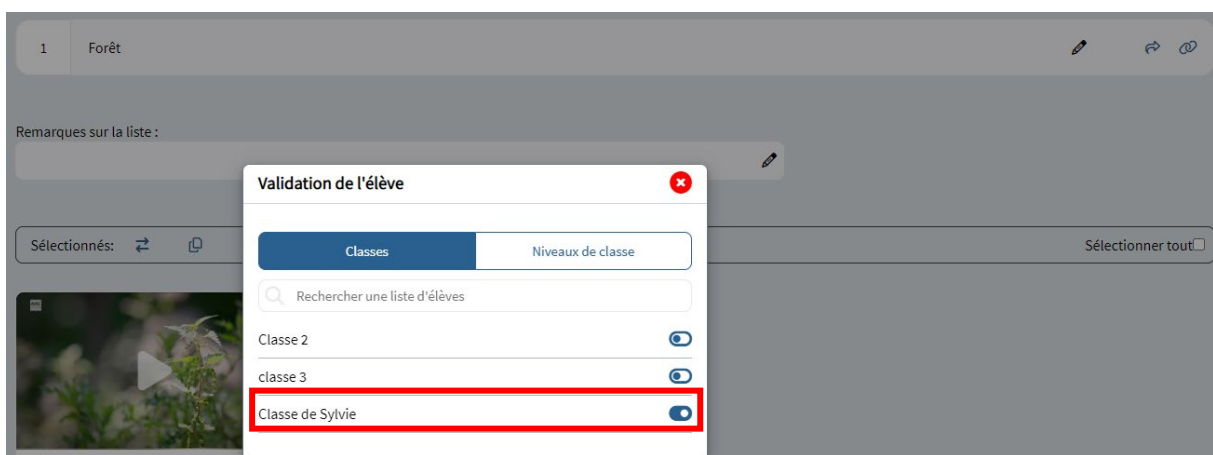 1 Forêt
Remarques sur la liste :
Validation de l'élève
Sélectionnés:
Sélectionner tout
Classes Niveaux de classe
Rechercher une liste d'élèves
Classe 2
classe 3
Classe de Sylvie